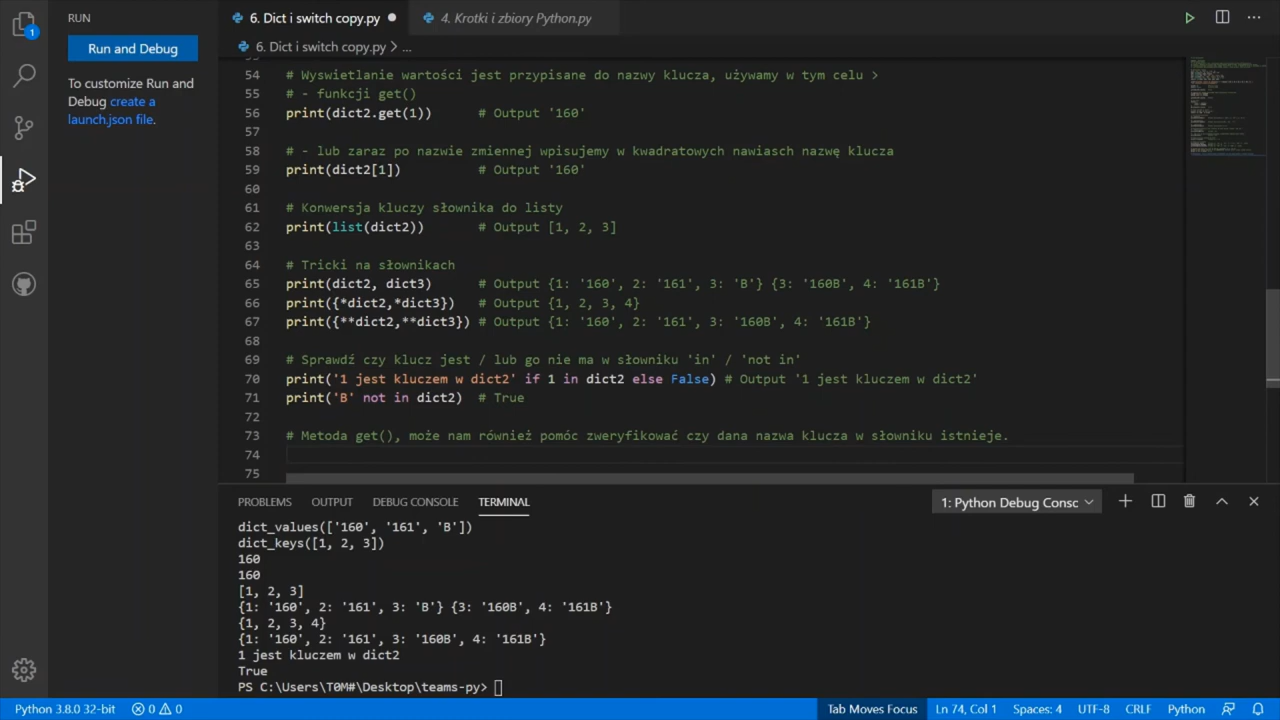 RUN
6. Dict i switch copy.py
4. Krotki i zbiory Python.py
6. Dict i switch copy.py > ...
Run and Debug
To customize Run and
Debug create a
launch.json file.
1
54 # Wyswietlanie wartości jest przypisane do nazwy klucza, używamy w tym celu >
55 # - funkcji get()
56 print(dict2.get(1)) # Output '160'
57
58 # - lub zaraz po nazwie zmiennej wpisujemy w kwadratowych nawiasch nazwę klucza
59 print(dict2[1]) # Output '160'
60
61 # Konwersja kluczy słownika do listy
62 print(list(dict2)) # Output [1, 2, 3]
63
64 # Tricki na słownikach
65 print(dict2, dict3) # Output {1: '160', 2: '161', 3: 'B'} {3: '160B', 4: '161B'}
66 print({*dict2,*dict3}) # Output {1, 2, 3, 4}
67 print({**dict2,**dict3}) # Output {1: '160', 2: '161', 3: '160B', 4: '161B'}
68
69 # Sprawdź czy klucz jest / lub go nie ma w słowniku 'in' / 'not in'
70 print('1 jest kluczem w dict2' if 1 in dict2 else False) # Output '1 jest kluczem w dict2'
71 print('B' not in dict2) # True
72
73 # Metoda get(), może nam również pomóc zweryfikować czy dana nazwa klucza w słowniku istnieje.
74
75
PROBLEMS OUTPUT DEBUG CONSOLE TERMINAL 1: Python Debug Consc
dict_values(['160', '161', 'B'])
dict_keys([1, 2, 3])
160
160
[1, 2, 3]
{1: '160', 2: '161', 3: 'B'} {3: '160B', 4: '161B'}
{1, 2, 3, 4}
{1: '160', 2: '161', 3: '160B', 4: '161B'}
1 jest kluczem w dict2
True
PS C:\Users\T0M#\Desktop\teams-py>
Python 3.8.0 32-bit 0 0 Tab Moves Focus Ln 74, Col 1 Spaces: 4 UTF-8 CRLF Python